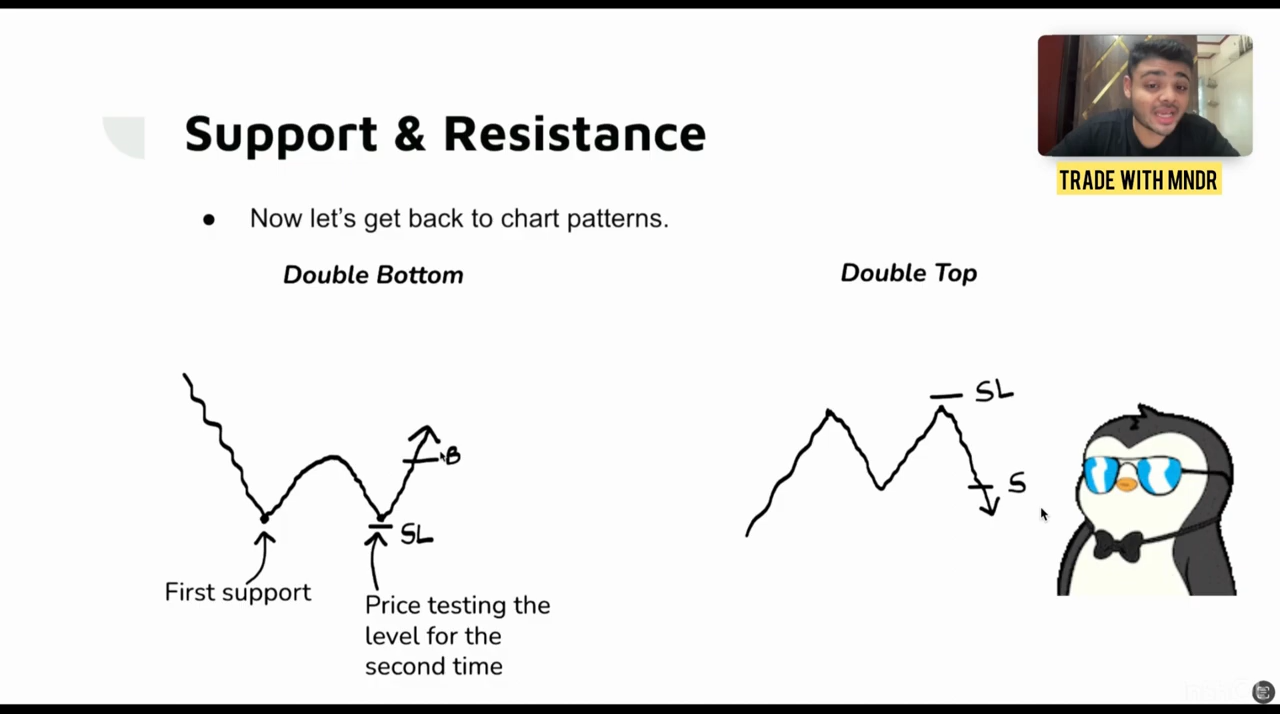 Support & Resistance
TRADE WITH MNDR
● Now let's get back to chart patterns.
Double Bottom
Double Top
SL
B
S
SL
First support
Price testing the
level for the
second time